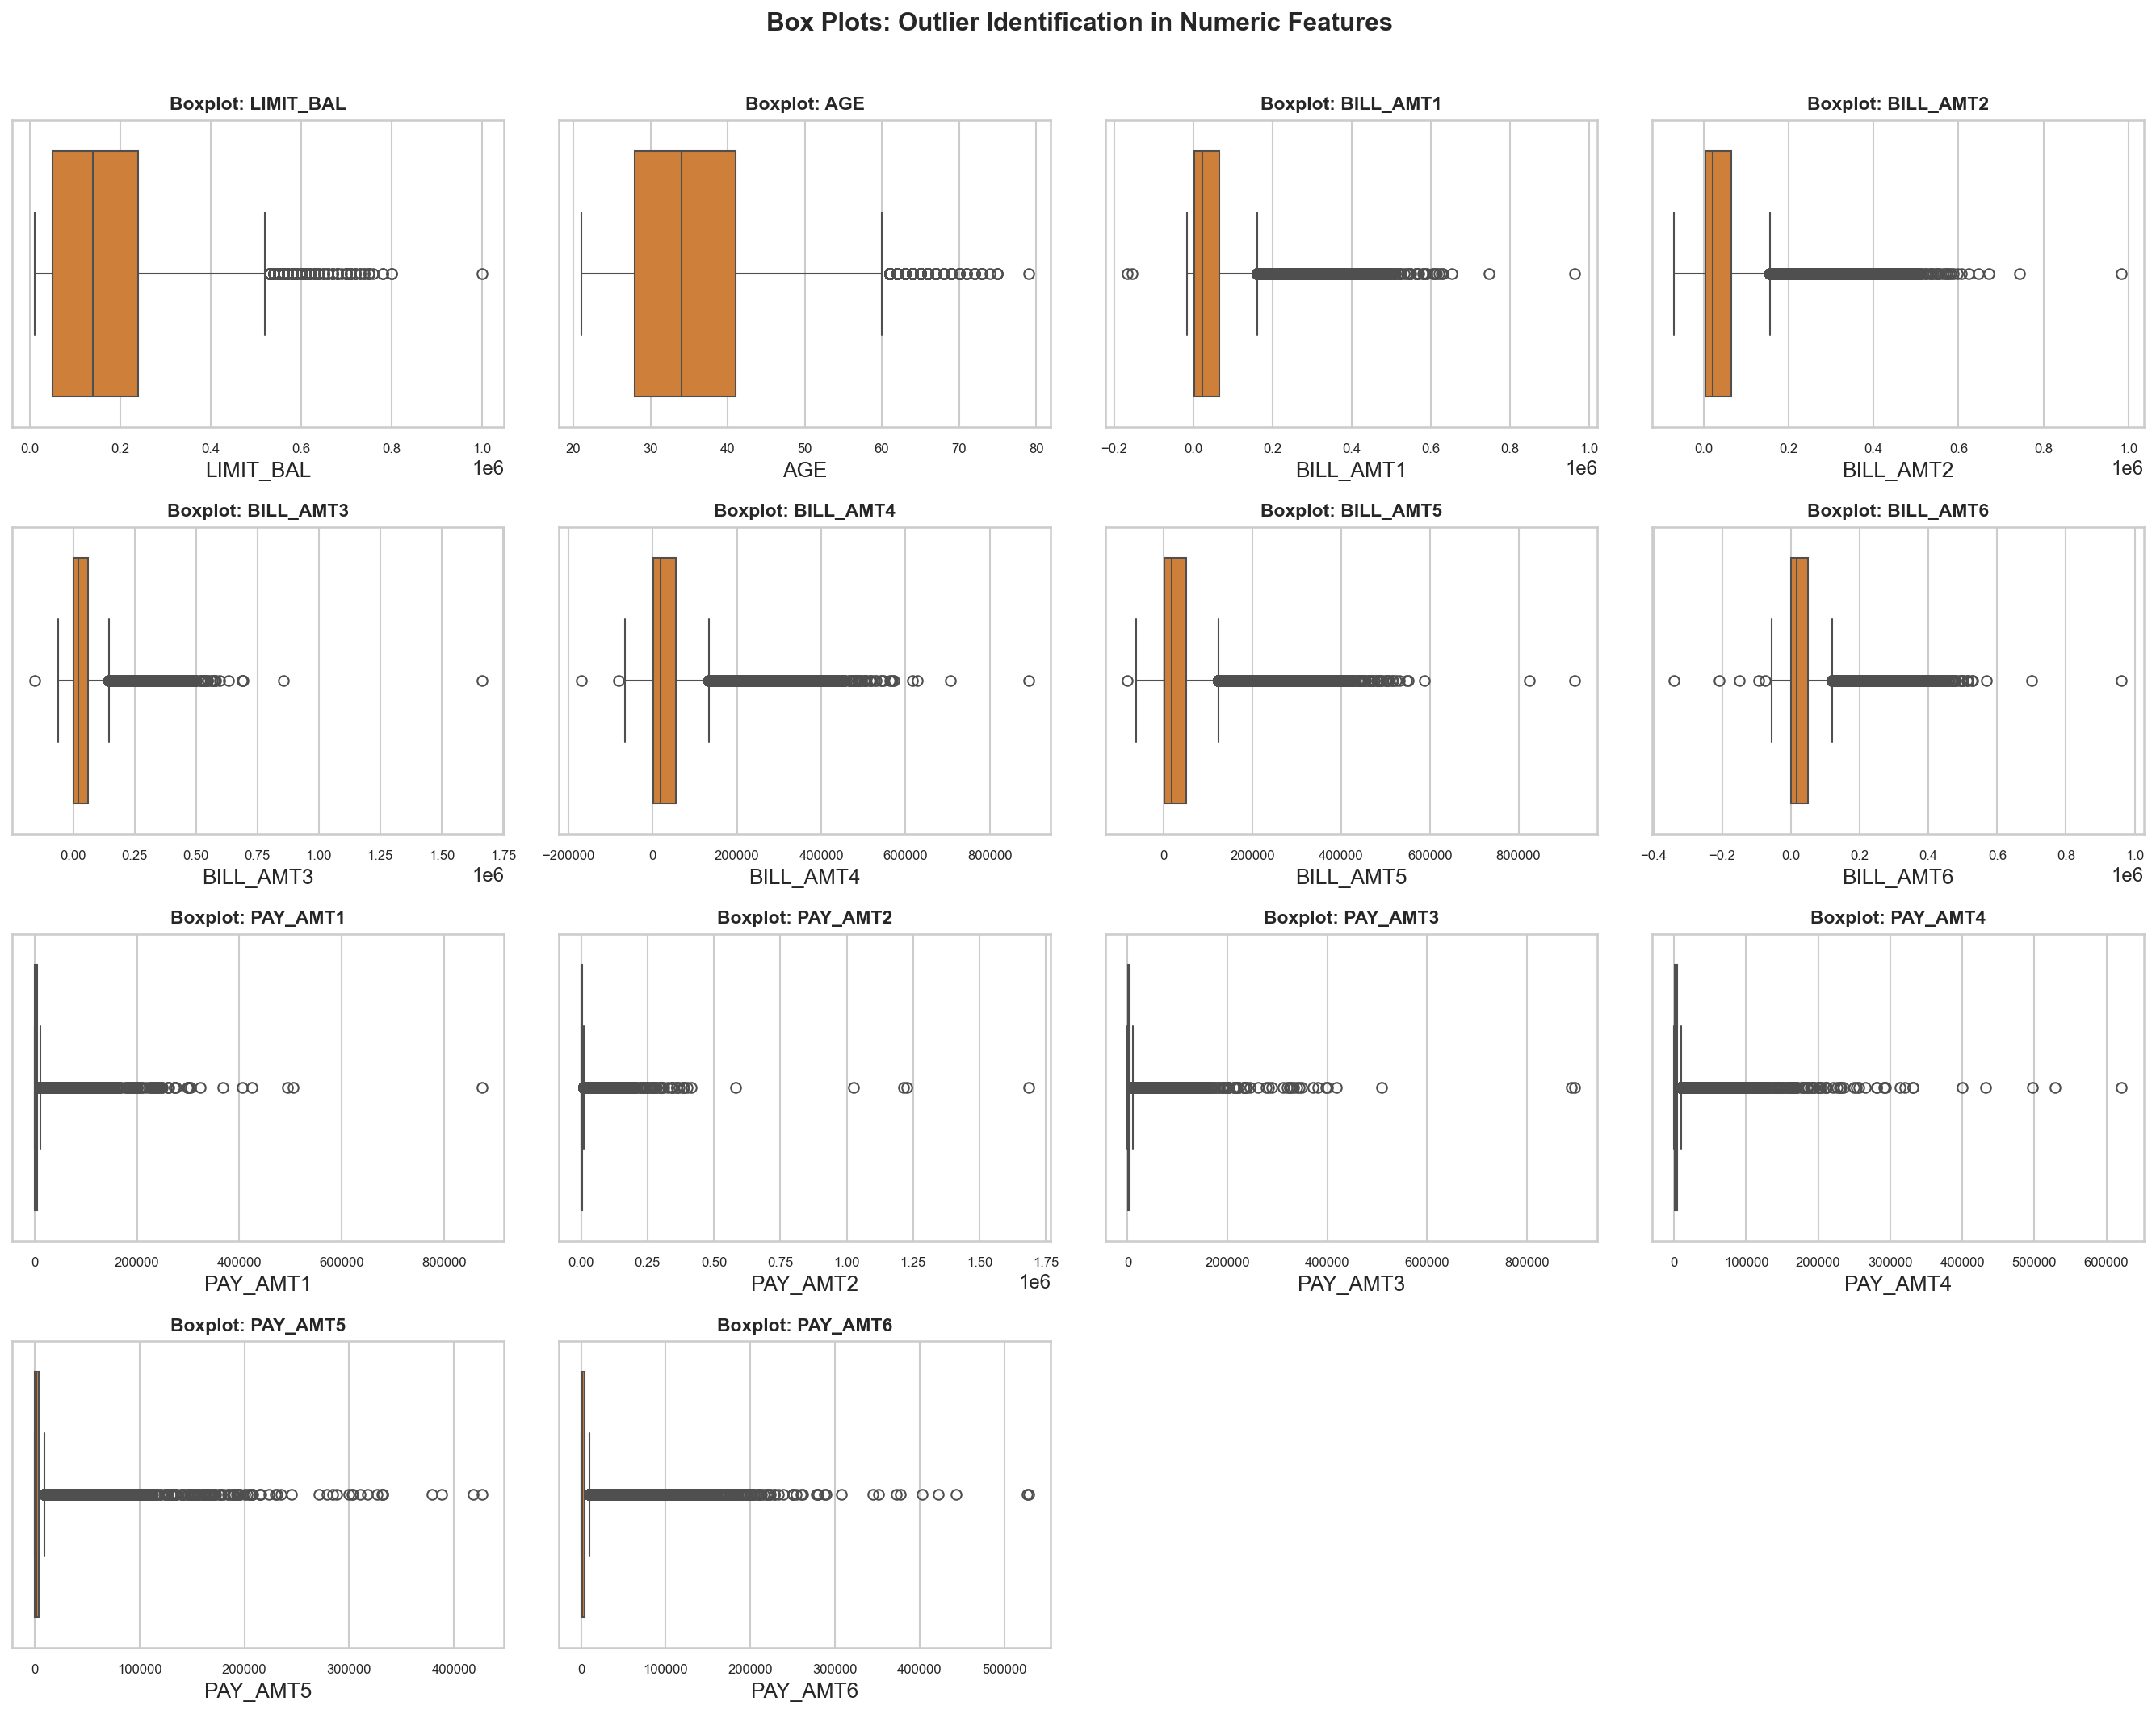 Box Plots: Outlier Identification in Numeric Features
Boxplot: LIMIT_BAL
0.0 0.2 0.4 0.6 0.8 1.0
1e6
LIMIT_BAL
Boxplot: AGE
20 30 40 50 60 70 80
AGE
Boxplot: BILL_AMT1
−0.2 0.0 0.2 0.4 0.6 0.8 1.0
1e6
BILL_AMT1
Boxplot: BILL_AMT2
0.0 0.2 0.4 0.6 0.8 1.0
1e6
BILL_AMT2
Boxplot: BILL_AMT3
0.00 0.25 0.50 0.75 1.00 1.25 1.50 1.75
1e6
BILL_AMT3
Boxplot: BILL_AMT4
−200000 0 200000 400000 600000 800000
BILL_AMT4
Boxplot: BILL_AMT5
0 200000 400000 600000 800000
BILL_AMT5
Boxplot: BILL_AMT6
−0.4 −0.2 0.0 0.2 0.4 0.6 0.8 1.0
1e6
BILL_AMT6
Boxplot: PAY_AMT1
0 200000 400000 600000 800000
PAY_AMT1
Boxplot: PAY_AMT2
0.00 0.25 0.50 0.75 1.00 1.25 1.50 1.75
1e6
PAY_AMT2
Boxplot: PAY_AMT3
0 200000 400000 600000 800000
PAY_AMT3
Boxplot: PAY_AMT4
0 100000 200000 300000 400000 500000 600000
PAY_AMT4
Boxplot: PAY_AMT5
0 100000 200000 300000 400000
PAY_AMT5
Boxplot: PAY_AMT6
0 100000 200000 300000 400000 500000
PAY_AMT6